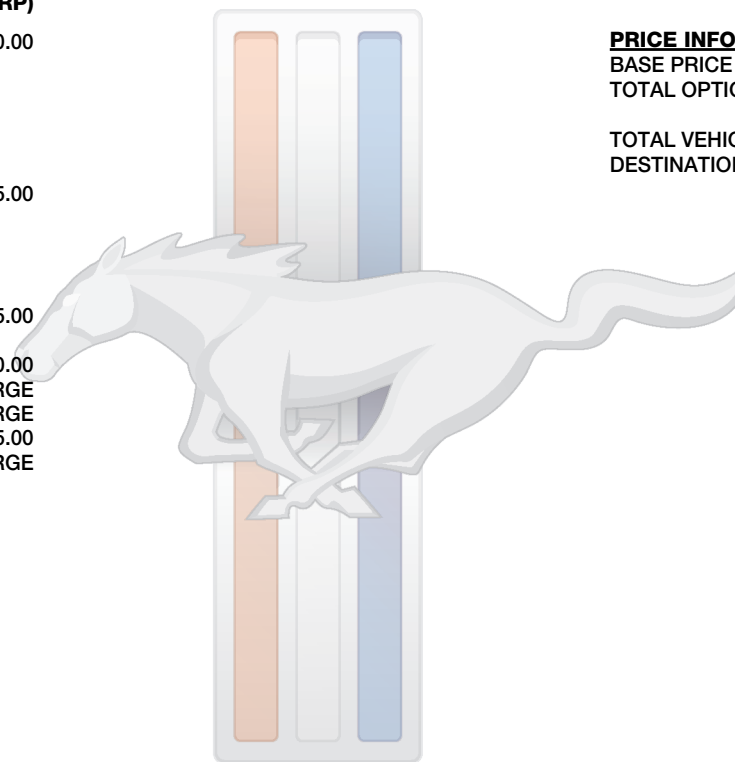 RP)
0.00
5.00
5.00
0.00
RGE
RGE
5.00
RGE
PRICE INFO
BASE PRICE
TOTAL OPTIO
TOTAL VEHIC
DESTINATION